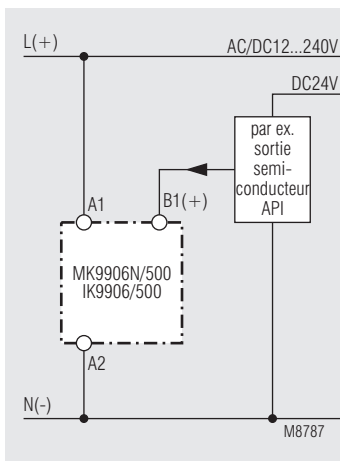 L(+)
AC/DC12...240V
DC24V
par ex.
sortie
semi-
conducteur
API
A1
B1(+)
MK9906N/500
IK9906/500
A2
N(-)
M8787